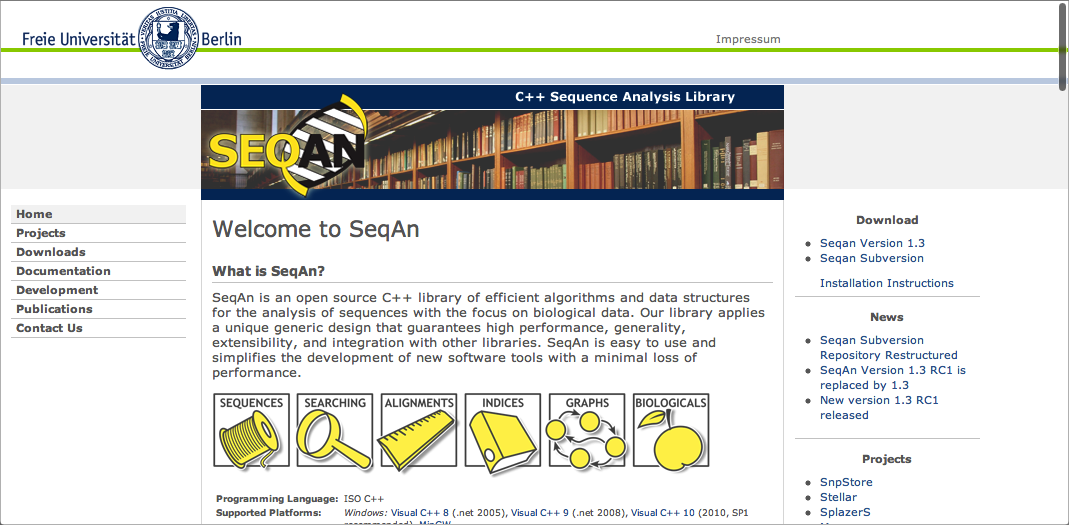 Freie Universität Berlin
VERITAS IUSTITIA LIBERTAS
Impressum
C++ Sequence Analysis Library
SEQAN
Home
Projects
Downloads
Documentation
Development
Publications
Contact Us
Welcome to SeqAn
What is SeqAn?
SeqAn is an open source C++ library of efficient algorithms and data structures
for the analysis of sequences with the focus on biological data. Our library applies
a unique generic design that guarantees high performance, generality,
extensibility, and integration with other libraries. SeqAn is easy to use and
simplifies the development of new software tools with a minimal loss of
performance.
SEQUENCES SEARCHING ALIGNMENTS INDICES GRAPHS BIOLOGICALS
Programming Language: ISO C++
Supported Platforms: Windows: Visual C++ 8 (.net 2005), Visual C++ 9 (.net 2008), Visual C++ 10 (2010, SP1
recommended), MinGW
Download
Seqan Version 1.3
Seqan Subversion
Installation Instructions
News
Seqan Subversion
Repository Restructured
SeqAn Version 1.3 RC1 is
replaced by 1.3
New version 1.3 RC1
released
Projects
SnpStore
Stellar
SplazerS